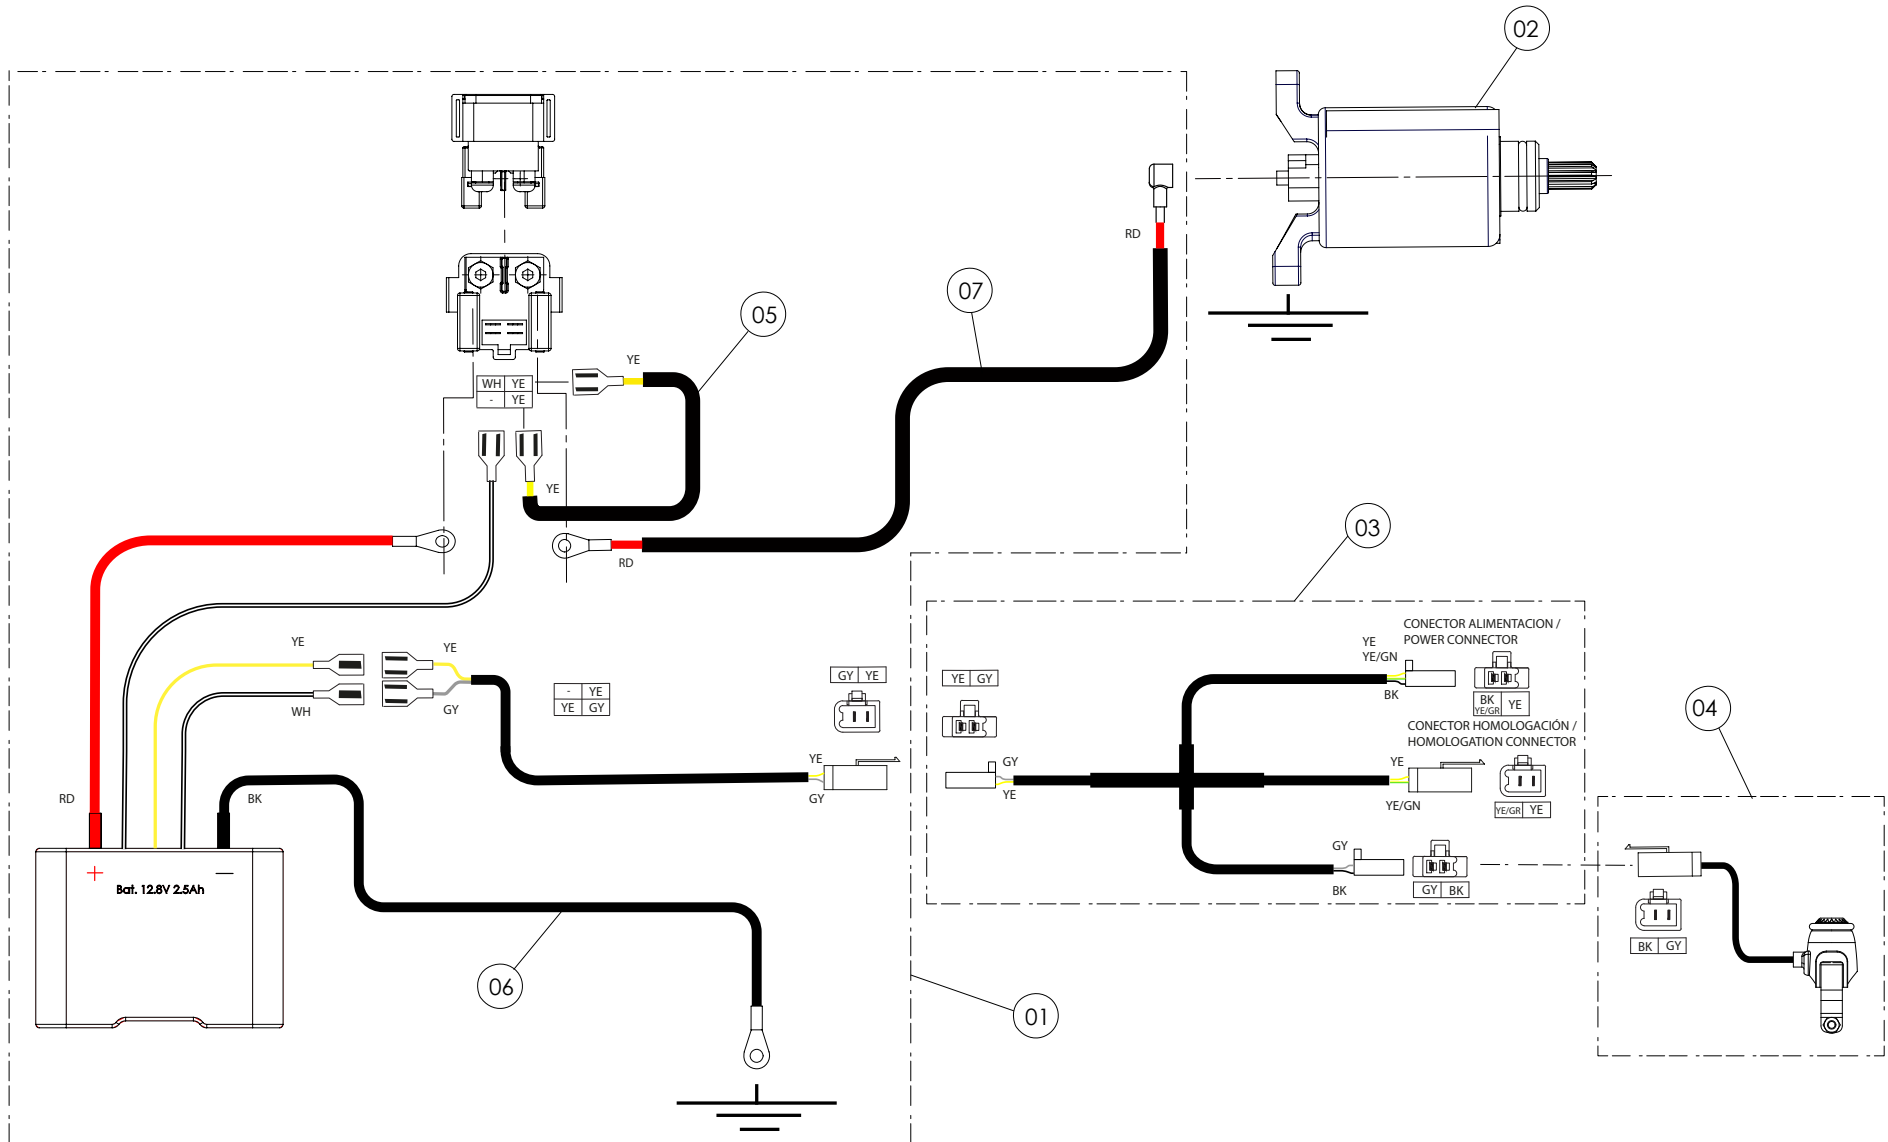 02
RD
07
05
YE
WH YE
- YE
YE
RD
03
CONECTOR ALIMENTACION /
POWER CONNECTOR
YE
YE/GN
BK
BK YE/GR YE
YE
YE
WH
GY
- YE
YE GY
GY YE
YE GY
YE
GY
GY
YE
CONECTOR HOMOLOGACIÓN /
HOMOLOGATION CONNECTOR
YE
YE/GN
YE/GR YE
04
RD
BK
+
—
Bat. 12.8V 2.5Ah
GY
BK
GY BK
BK GY
06
01